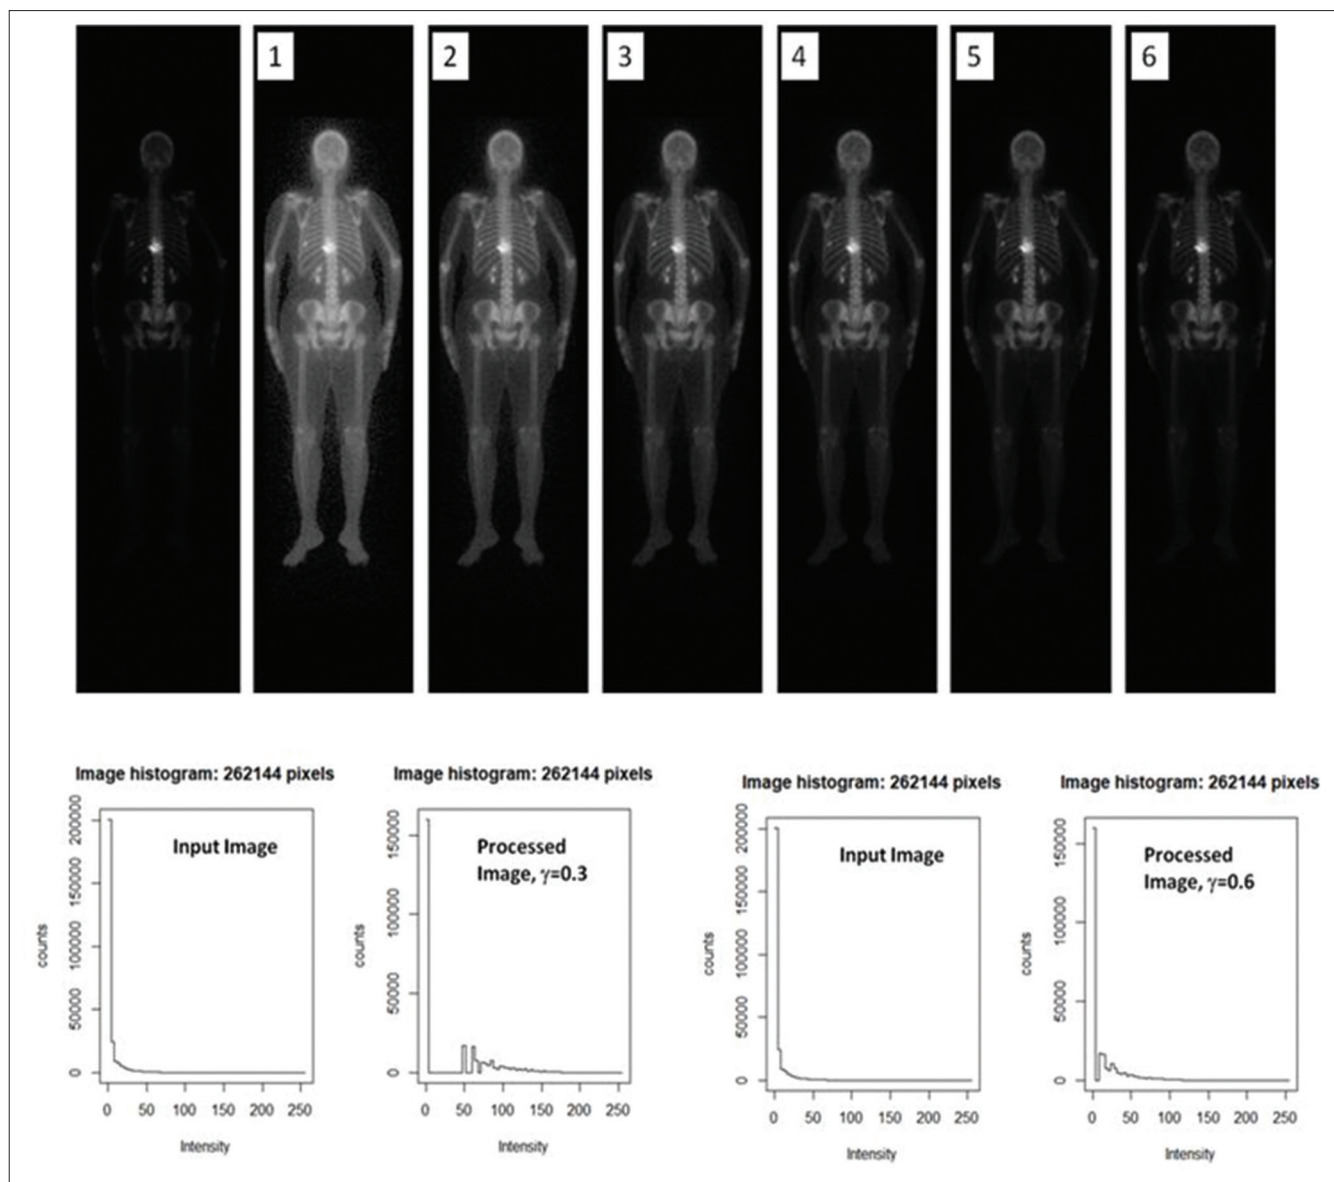 1
2
3
4
5
6
Image histogram: 262144 pixels
Input Image
counts
0
50000
100000
150000
200000
0 50 100 150 200 250
Intensity
Image histogram: 262144 pixels
Processed
Image, γ=0.3
counts
0
50000
100000
150000
0 50 100 150 200 250
Intensity
Image histogram: 262144 pixels
Input Image
counts
0
50000
100000
150000
200000
0 50 100 150 200 250
Intensity
Image histogram: 262144 pixels
Processed
Image, γ=0.6
counts
0
50000
100000
150000
0 50 100 150 200 250
Intensity